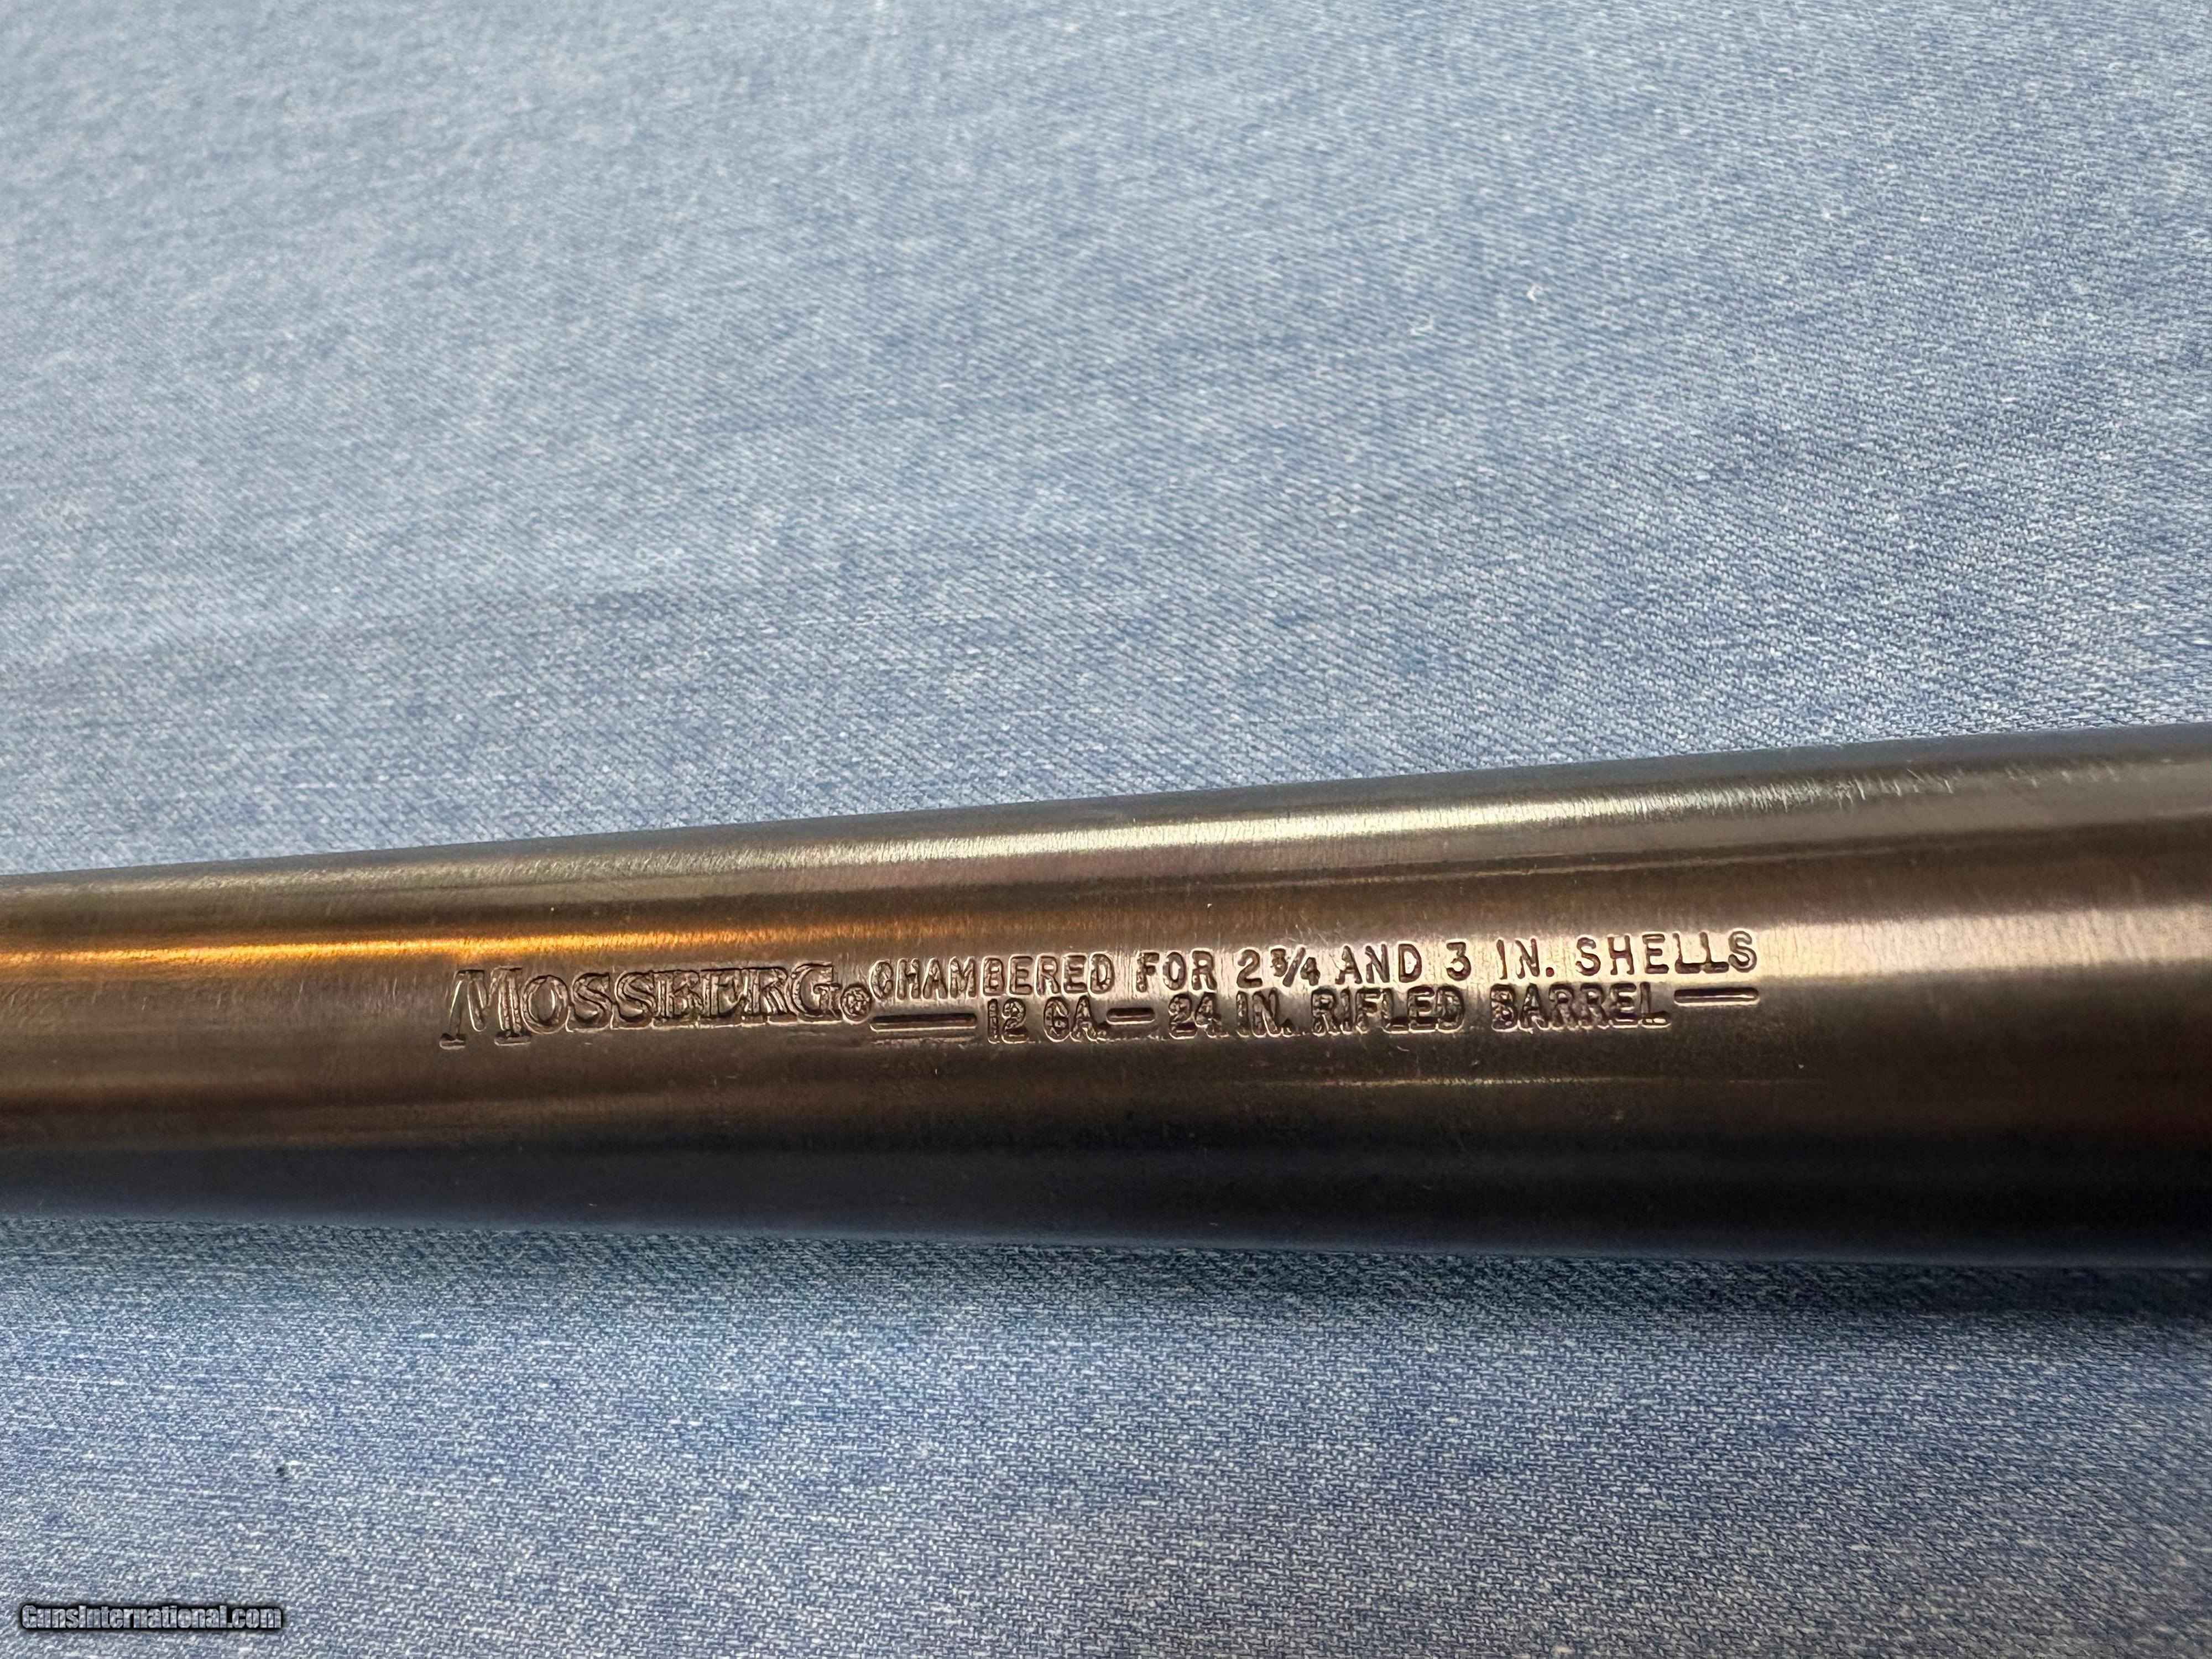 MOSSBERG® CHAMBERED FOR 2 3/4 AND 3 IN. SHELLS
— 12 GA. — 24 IN. RIFLED BARREL —
GunsInternational.com